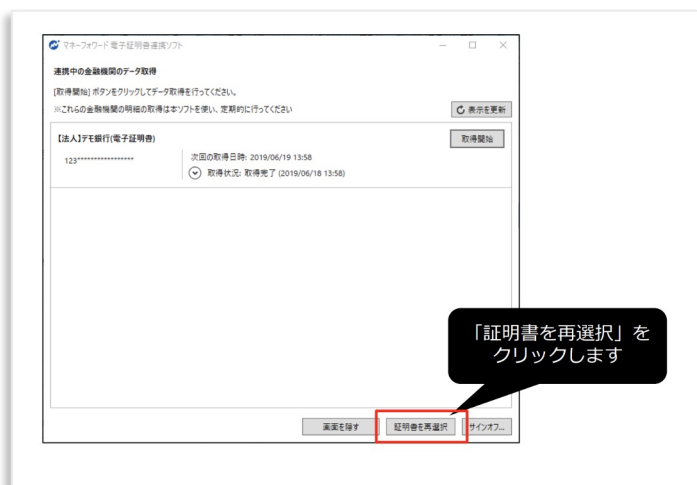 マネーフォワード 電子証明書連携ソフト
連携中の金融機関のデータ取得
[取得開始] ボタンをクリックしてデータ取得を行ってください。
※これらの金融機関の明細の取得は本ソフトを使い、定期的に行ってください
表示を更新
【法人】デモ銀行(電子証明書)
取得開始
123*****************
次回の取得日時: 2019/06/19 13:58
取得状況: 取得完了 (2019/06/18 13:58)
「証明書を再選択」を
クリックします
画面を隠す
証明書を再選択
サインオフ...